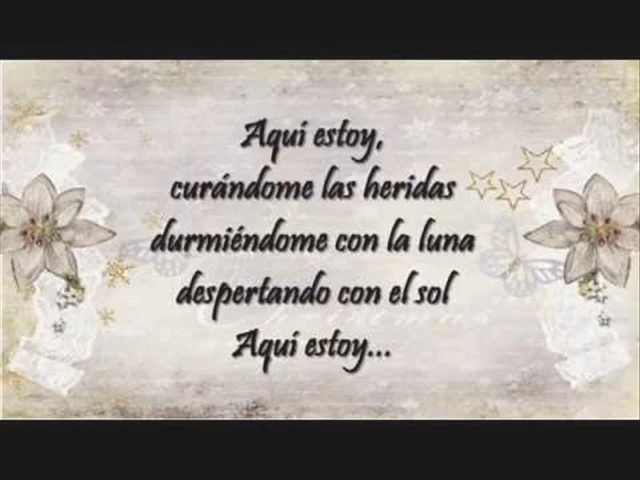 Aquí estoy,
curándome las heridas
durmiéndome con la luna
despertando con el sol
Aquí estoy...